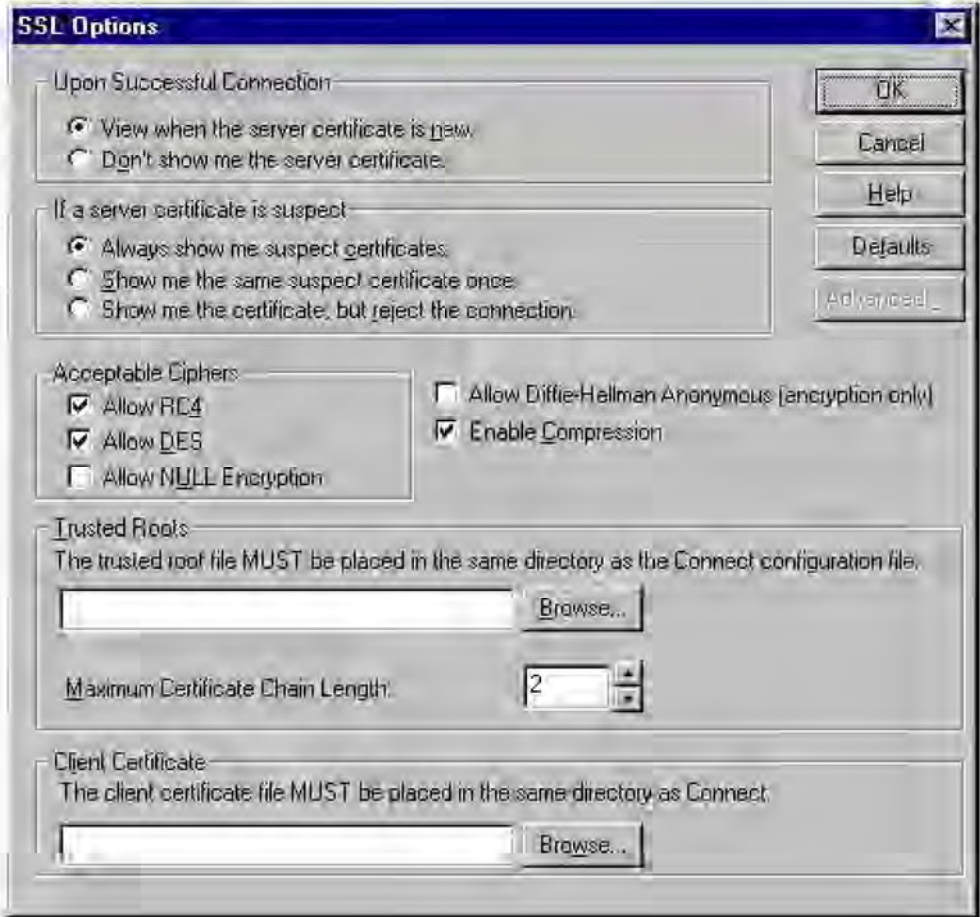 SSL Options
Upon Successful Connection
View when the server certificate is new.
Don't show me the server certificate.
If a server certificate is suspect
Always show me suspect certificates.
Show me the same suspect certificate once.
Show me the certificate, but reject the connection.
OK
Cancel
Help
Defaults
Advanced...
Acceptable Ciphers
Allow RC4
Allow DES
Allow NULL Encryption
Allow Diffie-Hellman Anonymous (encryption only)
Enable Compression
Trusted Roots
The trusted root file MUST be placed in the same directory as the Connect configuration file.
Browse...
Maximum Certificate Chain Length:
2
Client Certificate
The client certificate file MUST be placed in the same directory as Connect.
Browse...